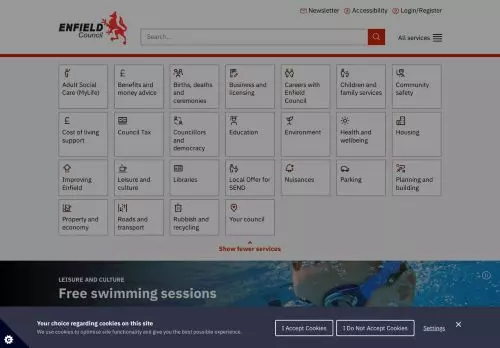 Newsletter Accessibility Login/Register
ENFIELD
Council
Search...
All services
Adult Social
Care (MyLife)
Benefits and
money advice
Births, deaths
and
ceremonies
Business and
licensing
Careers with
Enfield
Council
Children and
family services
Community
safety
Cost of living
support
Council Tax
Councillors
and
democracy
Education
Environment
Health and
wellbeing
Housing
Improving
Enfield
Leisure and
culture
Libraries
Local Offer for
SEND
Nuisances
Parking
Planning and
building
Property and
economy
Roads and
transport
Rubbish and
recycling
Your council
Show fewer services
LEISURE AND CULTURE
Free swimming sessions
Your choice regarding cookies on this site
We use cookies to optimise site functionality and give you the best possible experience.
I Accept Cookies
I Do Not Accept Cookies
Settings